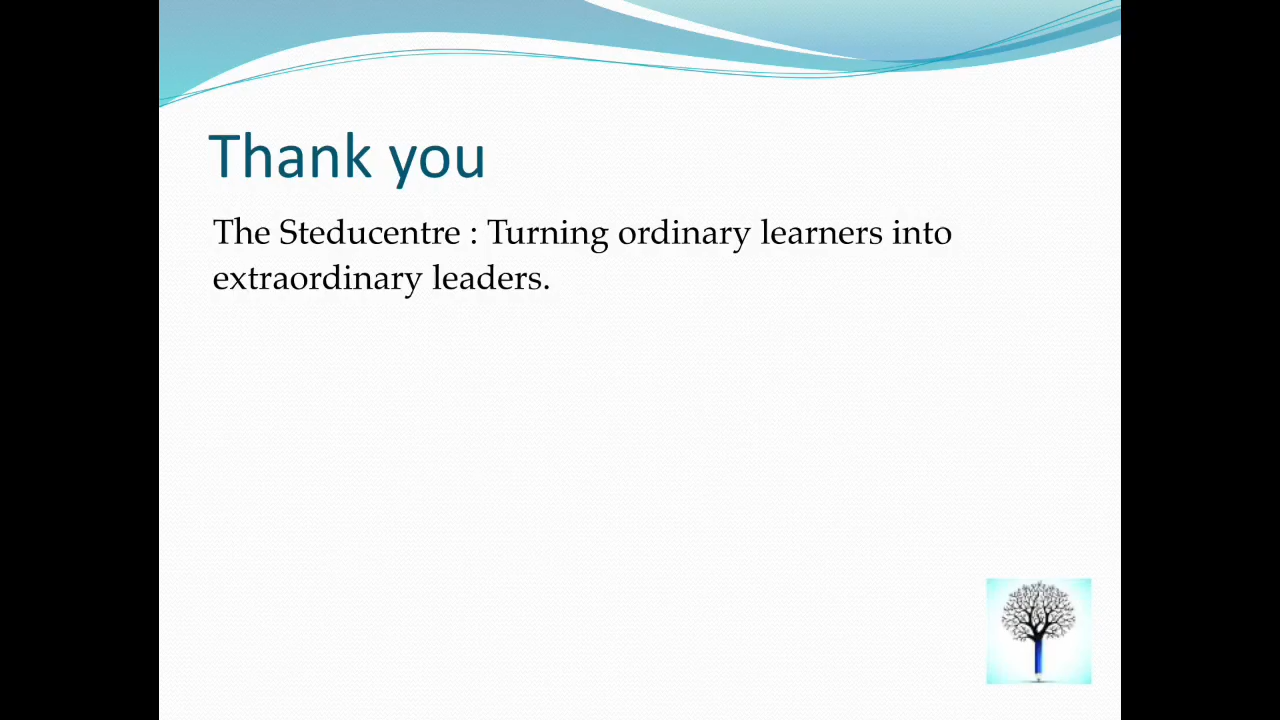 Thank you
The Steducentre : Turning ordinary learners into
extraordinary leaders.